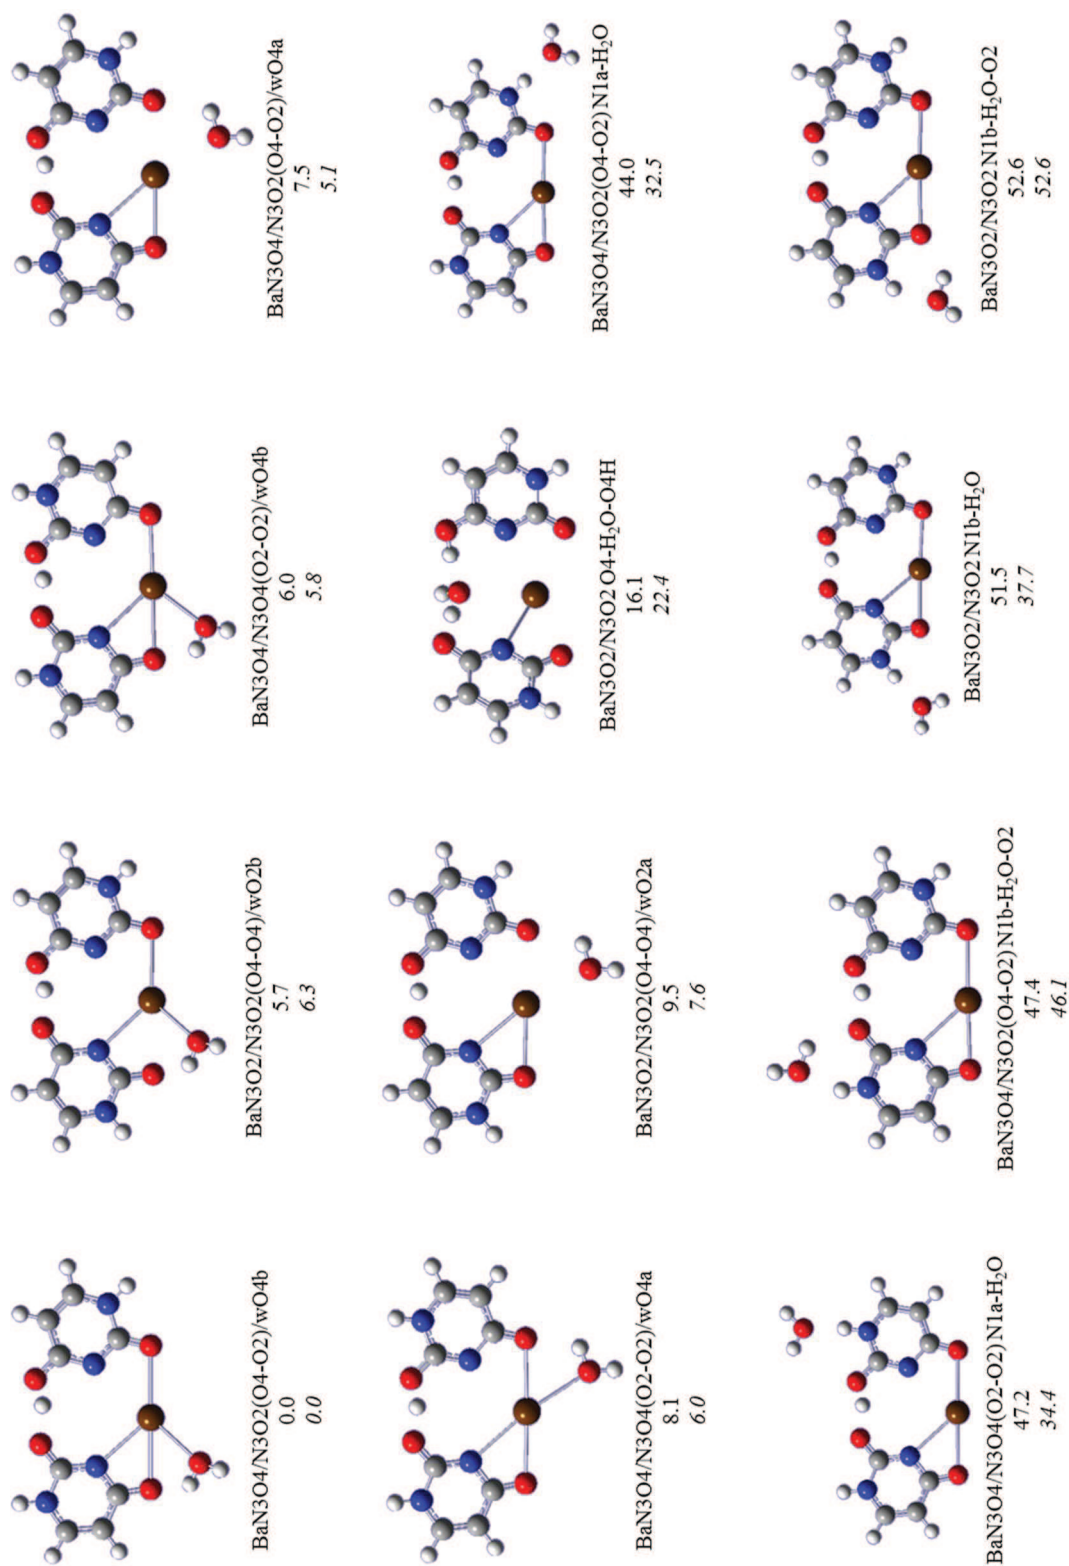 BaN3O4/N3O2(O4-O2)/wO4b
0.0
0.0
BaN3O2/N3O2(O4-O4)/wO2b
5.7
6.3
BaN3O4/N3O4(O2-O2)/wO4b
6.0
5.8
BaN3O4/N3O2(O4-O2)/wO4a
7.5
5.1
BaN3O4/N3O4(O2-O2)/wO4a
8.1
6.0
BaN3O2/N3O2(O4-O4)/wO2a
9.5
7.6
BaN3O2/N3O2 O4-H₂O-O4H
16.1
22.4
BaN3O4/N3O2(O4-O2) N1a-H₂O
44.0
32.5
BaN3O4/N3O4(O2-O2) N1a-H₂O
47.2
34.4
BaN3O4/N3O2(O4-O2) N1b-H₂O-O2
47.4
46.1
BaN3O2/N3O2 N1b-H₂O
51.5
37.7
BaN3O2/N3O2 N1b-H₂O-O2
52.6
52.6